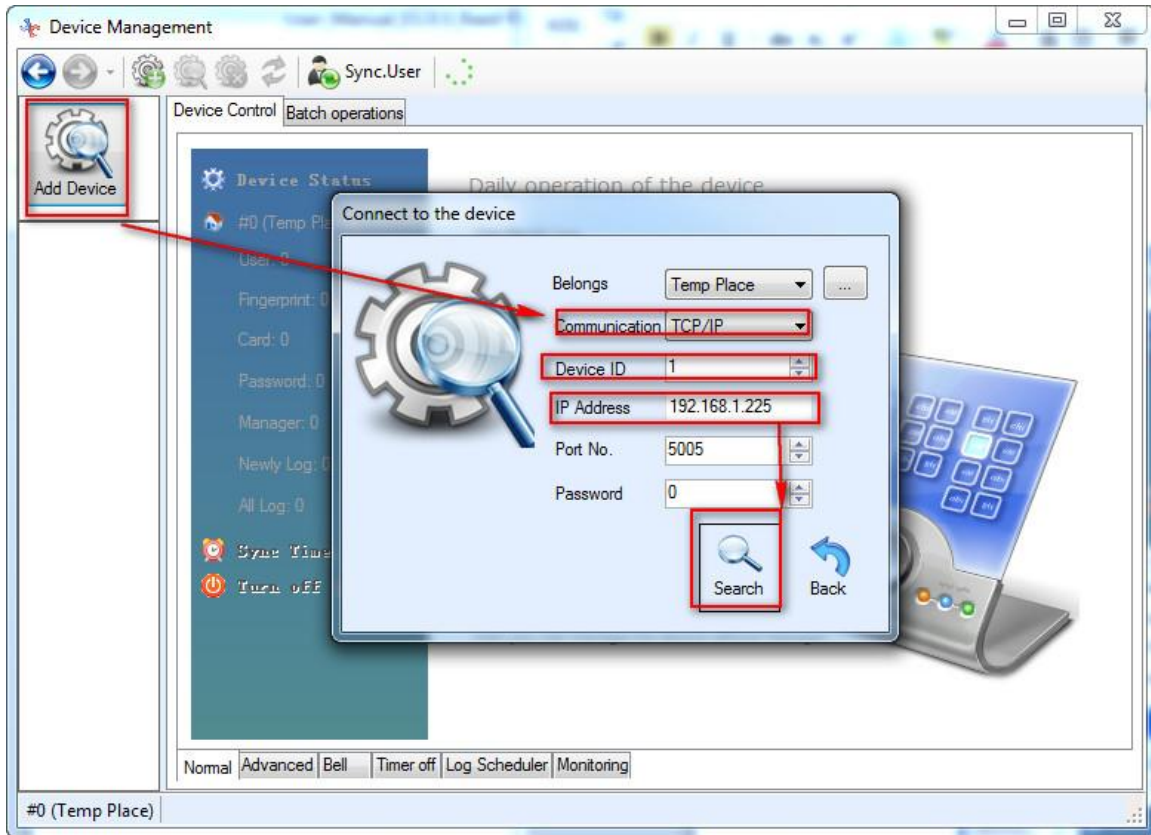 Device Management
Sync.User
Add Device
Device Control
Batch operations
Device Status
Daily operation of the device
#0 (Temp Pla
User: 0
Fingerprint: 0
Card: 0
Password: 0
Manager: 0
Newly Log: 0
All Log: 0
Sync Time
Turn off
Connect to the device
Belongs
Temp Place
...
Communication
TCP/IP
Device ID
1
IP Address
192.168.1.225
Port No.
5005
Password
0
Search
Back
Normal
Advanced
Bell
Timer off
Log Scheduler
Monitoring
#0 (Temp Place)